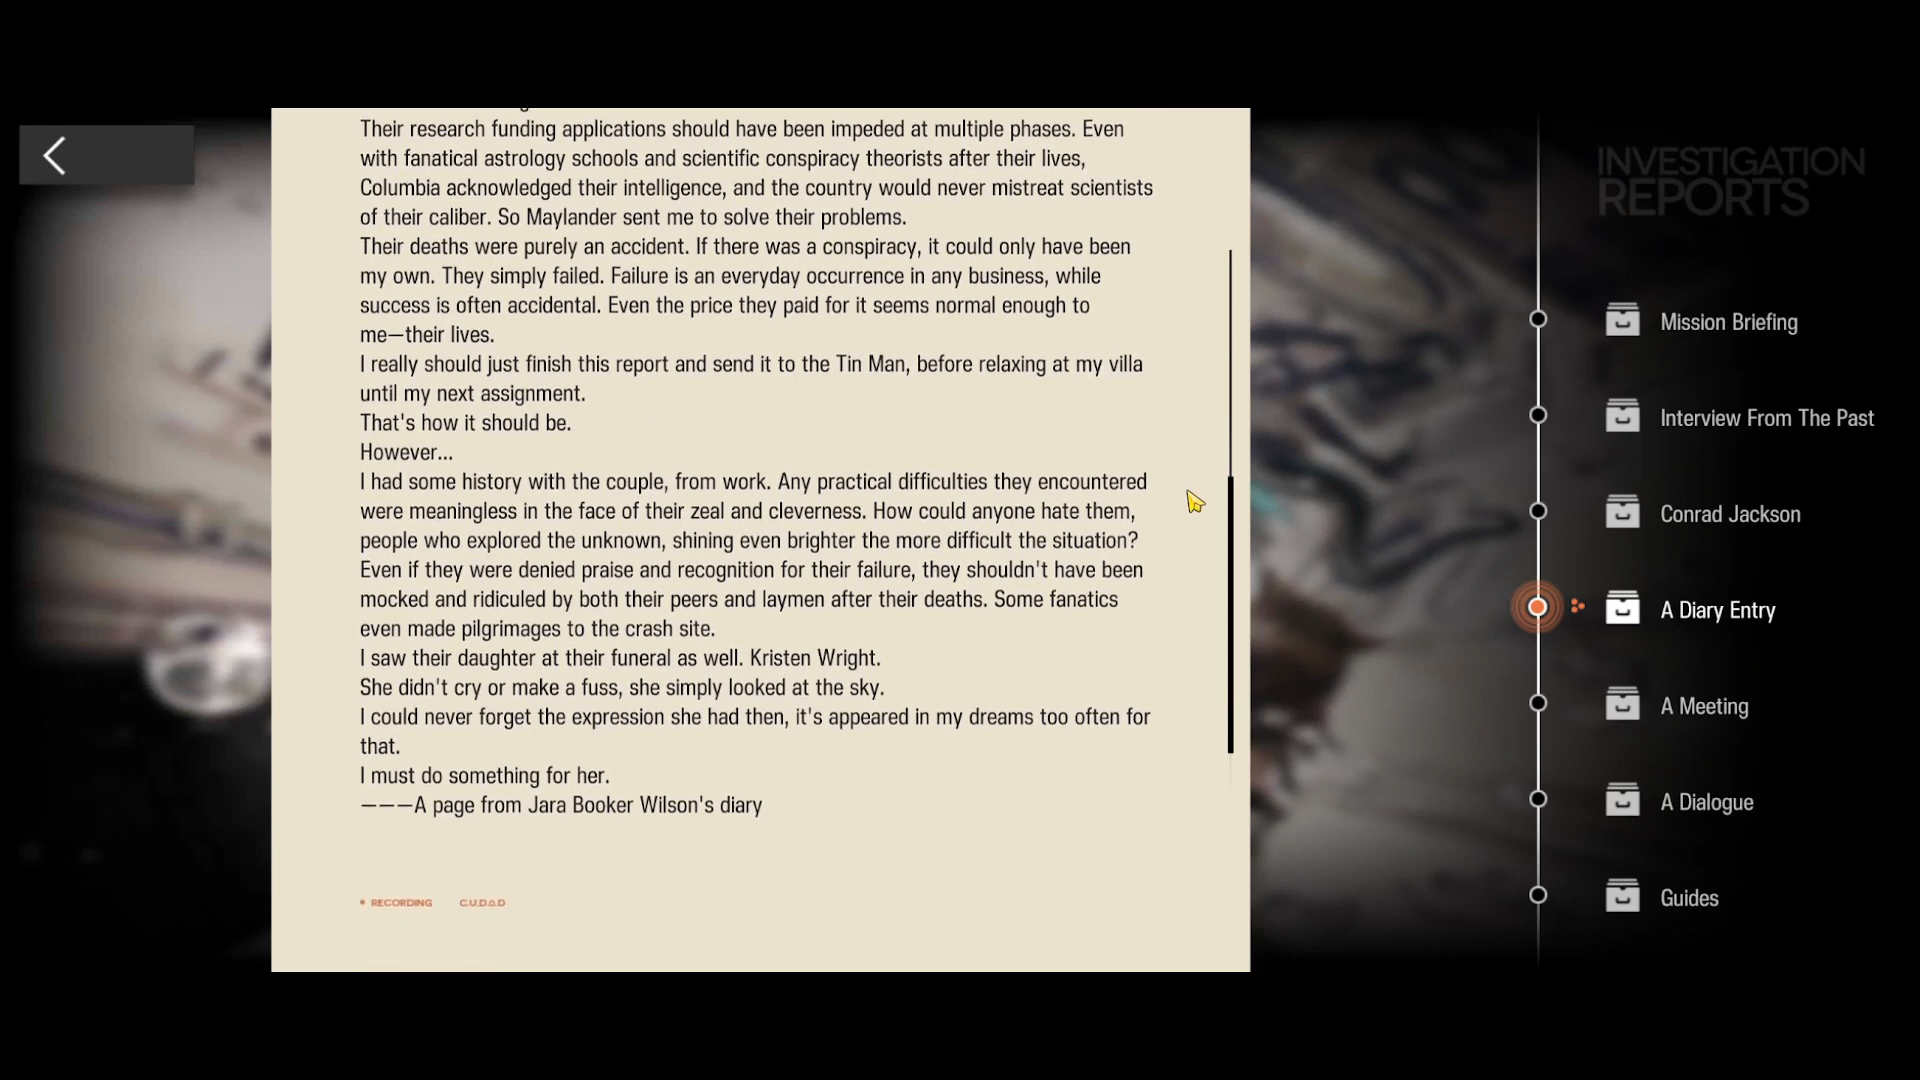 Their research funding applications should have been impeded at multiple phases. Even
with fanatical astrology schools and scientific conspiracy theorists after their lives,
Columbia acknowledged their intelligence, and the country would never mistreat scientists
of their caliber. So Maylander sent me to solve their problems.
Their deaths were purely an accident. If there was a conspiracy, it could only have been
my own. They simply failed. Failure is an everyday occurrence in any business, while
success is often accidental. Even the price they paid for it seems normal enough to
me—their lives.
I really should just finish this report and send it to the Tin Man, before relaxing at my villa
until my next assignment.
That's how it should be.
However...
I had some history with the couple, from work. Any practical difficulties they encountered
were meaningless in the face of their zeal and cleverness. How could anyone hate them,
people who explored the unknown, shining even brighter the more difficult the situation?
Even if they were denied praise and recognition for their failure, they shouldn't have been
mocked and ridiculed by both their peers and laymen after their deaths. Some fanatics
even made pilgrimages to the crash site.
I saw their daughter at their funeral as well. Kristen Wright.
She didn't cry or make a fuss, she simply looked at the sky.
I could never forget the expression she had then, it's appeared in my dreams too often for
that.
I must do something for her.
———A page from Jara Booker Wilson's diary
RECORDING C.U.D.o.D
INVESTIGATION
REPORTS
Mission Briefing
Interview From The Past
Conrad Jackson
A Diary Entry
A Meeting
A Dialogue
Guides